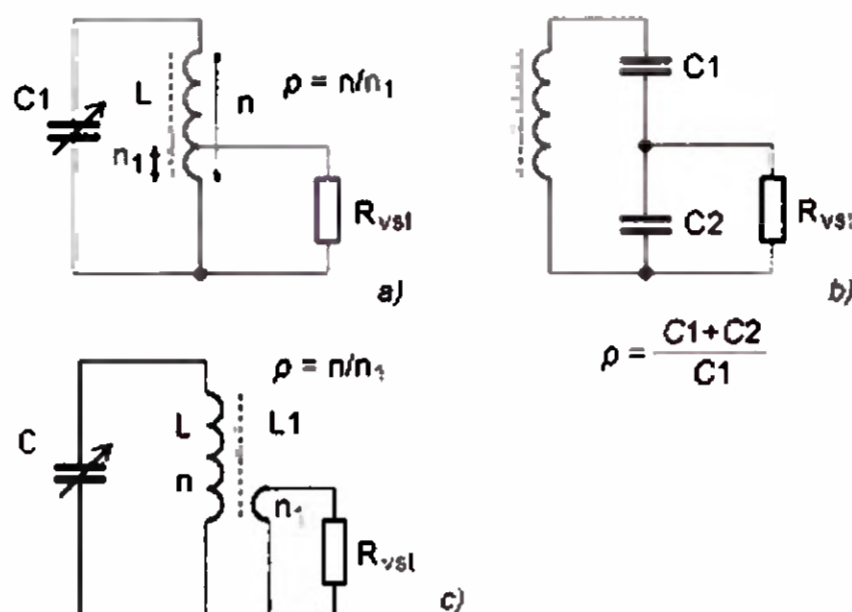 C1
L
n
ρ = n/n1
n1
Rvst
a)
C1
C2
Rvst
b)
ρ = C1+C2
C1
ρ = n/n1
C
L
L1
n
n1
Rvst
c)